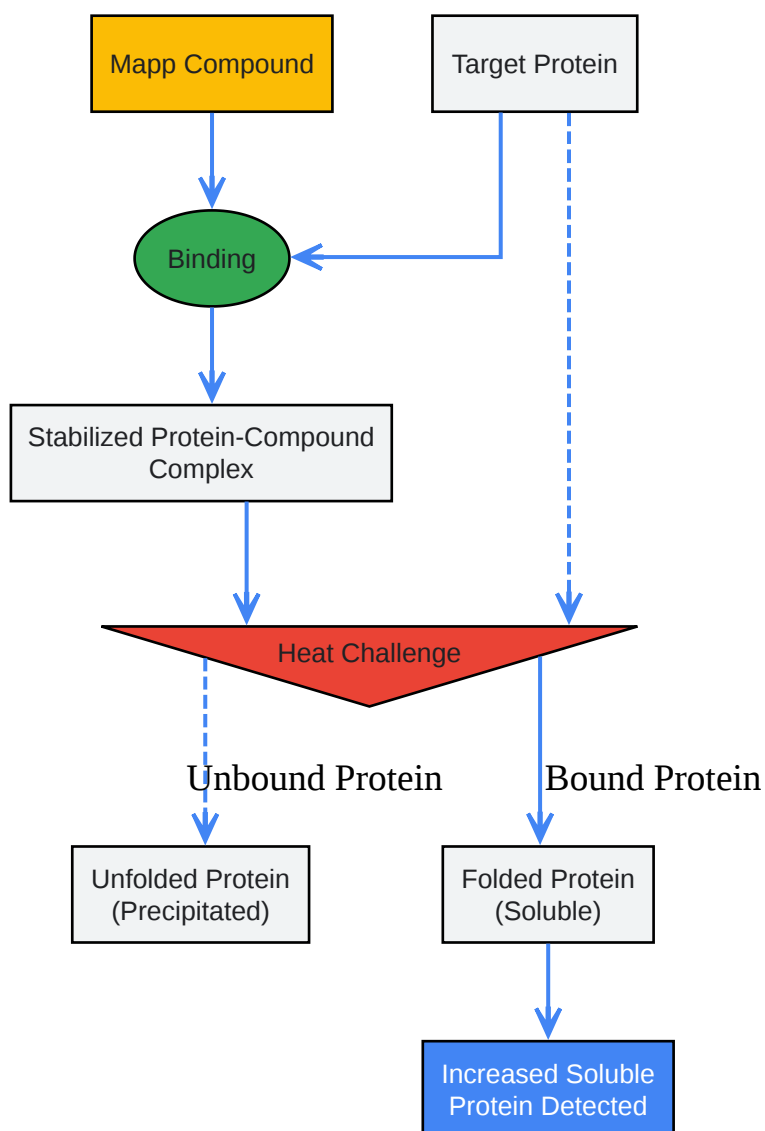 Mapp Compound
Target Protein
Binding
Stabilized Protein-Compound
Complex
Heat Challenge
Unbound Protein
Bound Protein
Unfolded Protein
(Precipitated)
Folded Protein
(Soluble)
Increased Soluble
Protein Detected